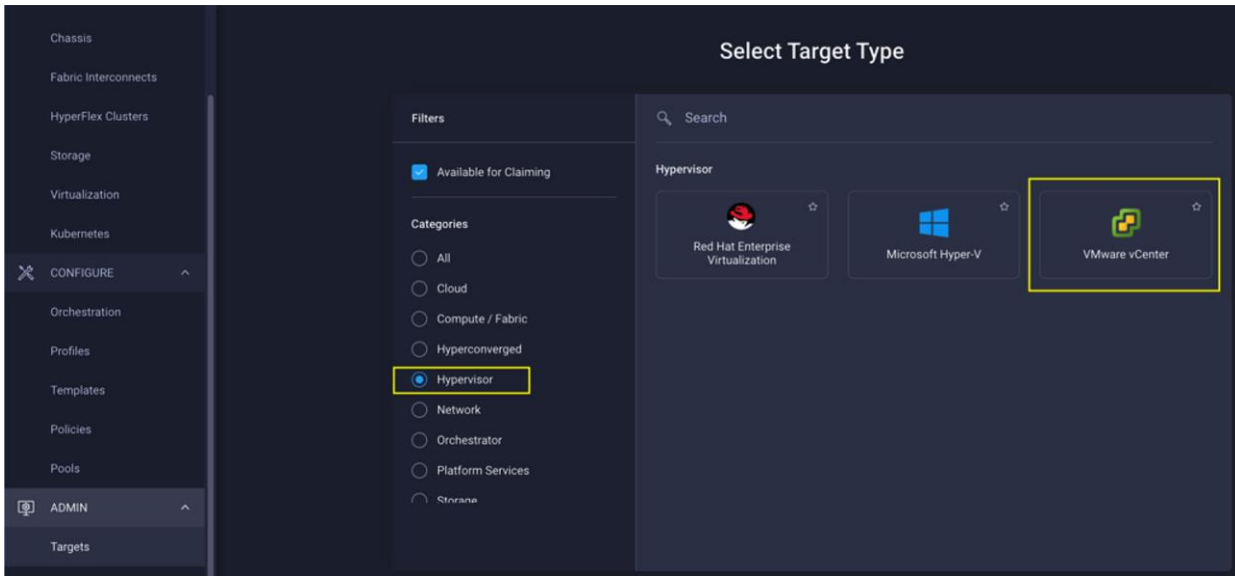 Chassis
Fabric Interconnects
HyperFlex Clusters
Storage
Virtualization
Kubernetes
CONFIGURE
Orchestration
Profiles
Templates
Policies
Pools
ADMIN
Targets
Select Target Type
Filters
Available for Claiming
Categories
All
Cloud
Compute / Fabric
Hyperconverged
Hypervisor
Network
Orchestrator
Platform Services
Storage
Search
Hypervisor
Red Hat Enterprise
Virtualization
Microsoft Hyper-V
VMware vCenter